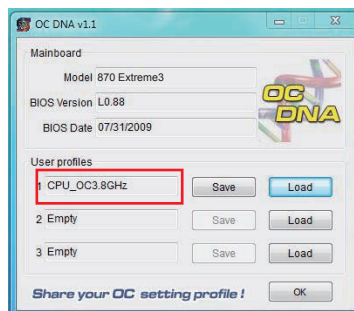 OC DNA v1.1
Mainboard
Model 870 Extreme3
BIOS Version L0.88
BIOS Date 07/31/2009
OC DNA
User profiles
1 CPU_OC3.8GHz Save Load
2 Empty Save Load
3 Empty Save Load
Share your OC setting profile! OK